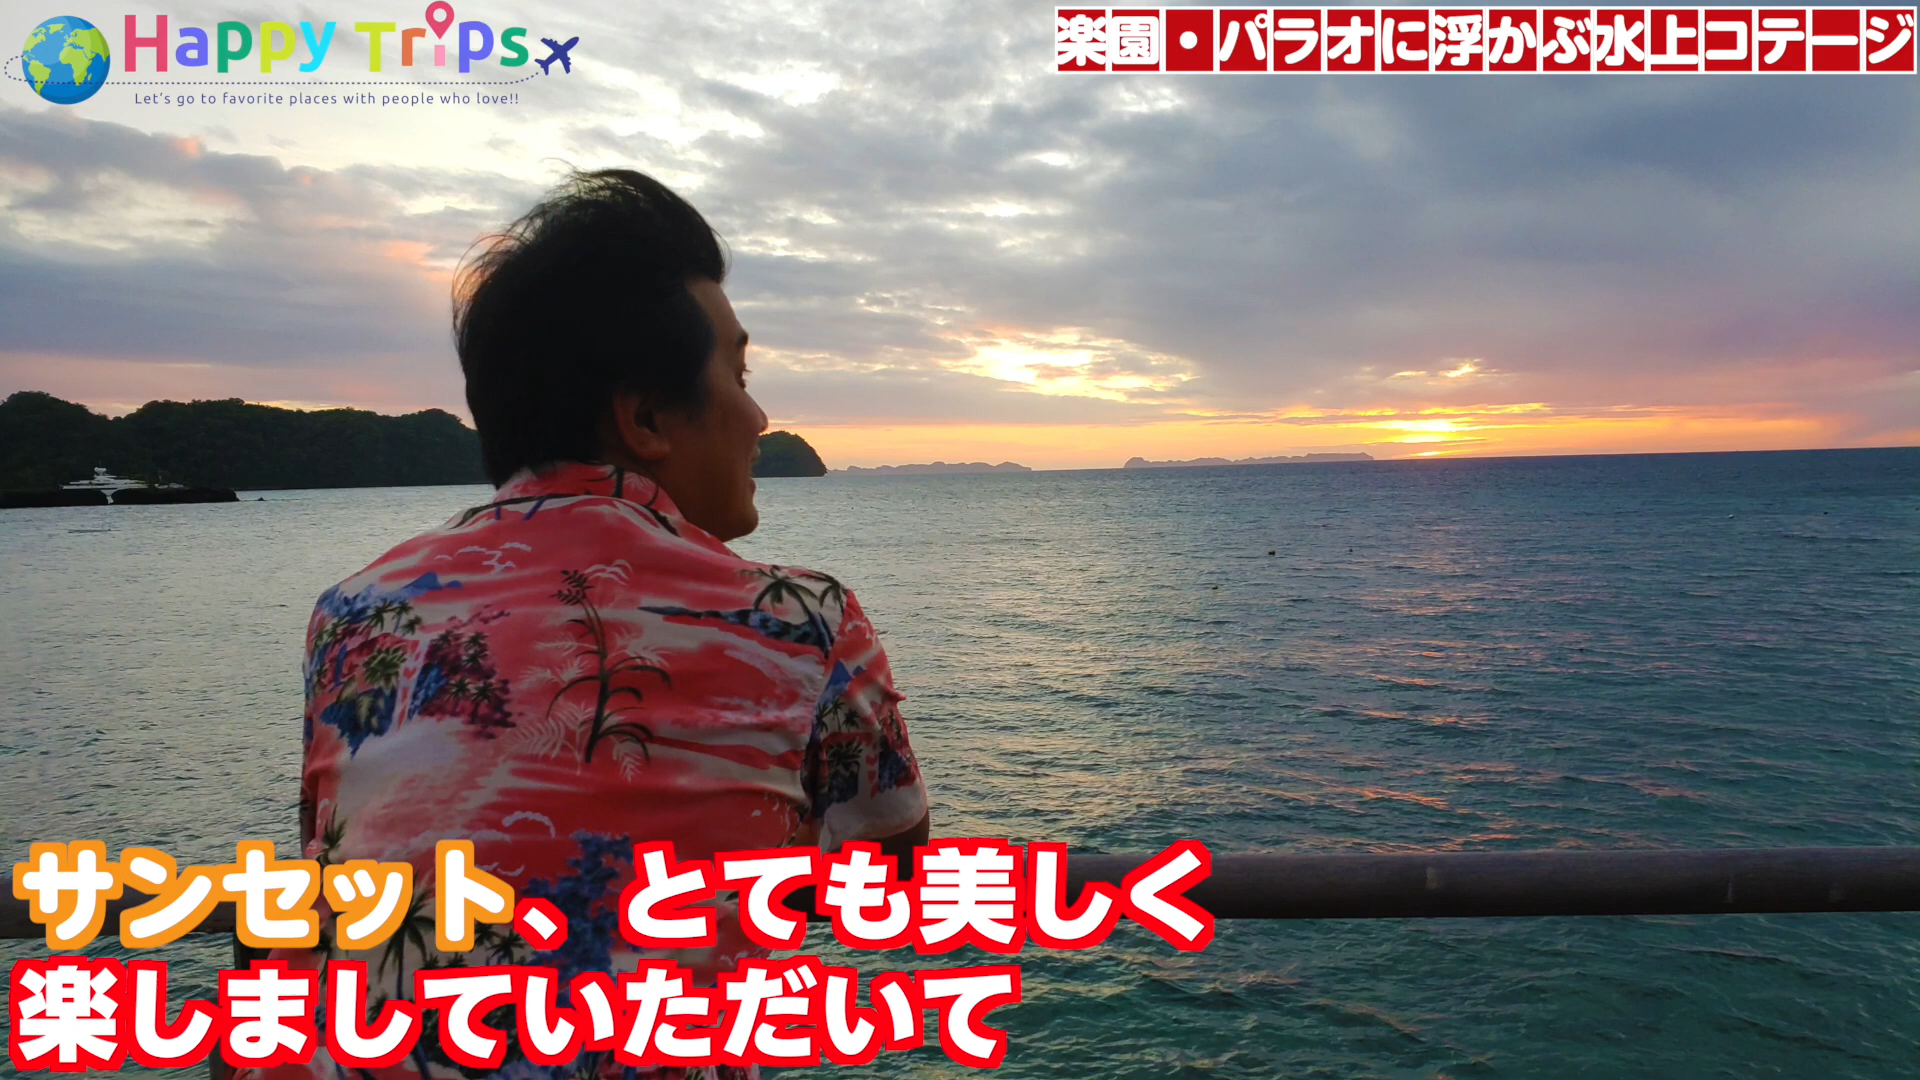 Happy Trips
Let's go to favorite places with people who love!!
楽園・パラオに浮かぶ水上コテージ
サンセット、とても美しく
楽しましていただいて